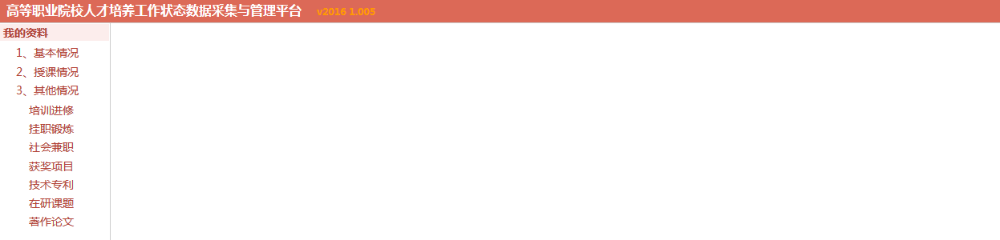 高等职业院校人才培养工作状态数据采集与管理平台 v2016 1.005
我的资料
1、基本情况
2、授课情况
3、其他情况
培训进修
挂职锻炼
社会兼职
获奖项目
技术专利
在研课题
著作论文